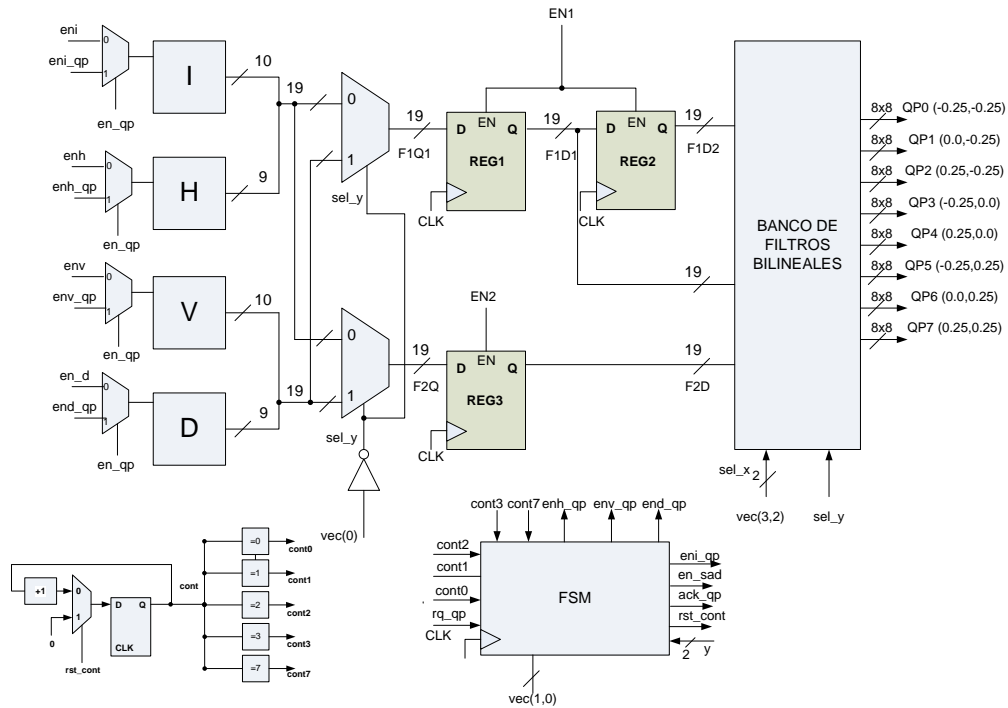 eni
0
eni_qp
1
en_qp
I
10
enh
0
enh_qp
1
en_qp
H
9
env
0
env_qp
1
en_qp
V
10
en_d
0
end_qp
1
en_qp
D
9
19
19
0
1
sel_y
19
F1Q1
0
1
sel_y
19
F2Q
vec(0)
EN1
D
EN
Q
REG1
CLK
19
F1D1
D
EN
Q
REG2
CLK
19
F1D2
19
EN2
D
EN
Q
REG3
CLK
19
F2D
BANCO DE
FILTROS
BILINEALES
8x8 QP0 (-0.25,-0.25)
8x8 QP1 (0.0,-0.25)
8x8 QP2 (0.25,-0.25)
8x8 QP3 (-0.25,0.0)
8x8 QP4 (0.25,0.0)
8x8 QP5 (-0.25,0.25)
8x8 QP6 (0.0,0.25)
8x8 QP7 (0.25,0.25)
sel_x
2
vec(3,2)
sel_y
+1
0
1
0
rst_cont
D
Q
CLK
cont
=0
cont0
=1
cont1
=2
cont2
=3
cont3
=7
cont7
cont3
cont7
enh_qp
env_qp
end_qp
cont2
cont1
cont0
rq_qp
CLK
FSM
eni_qp
en_sad
ack_qp
rst_cont
2
y
vec(1,0)